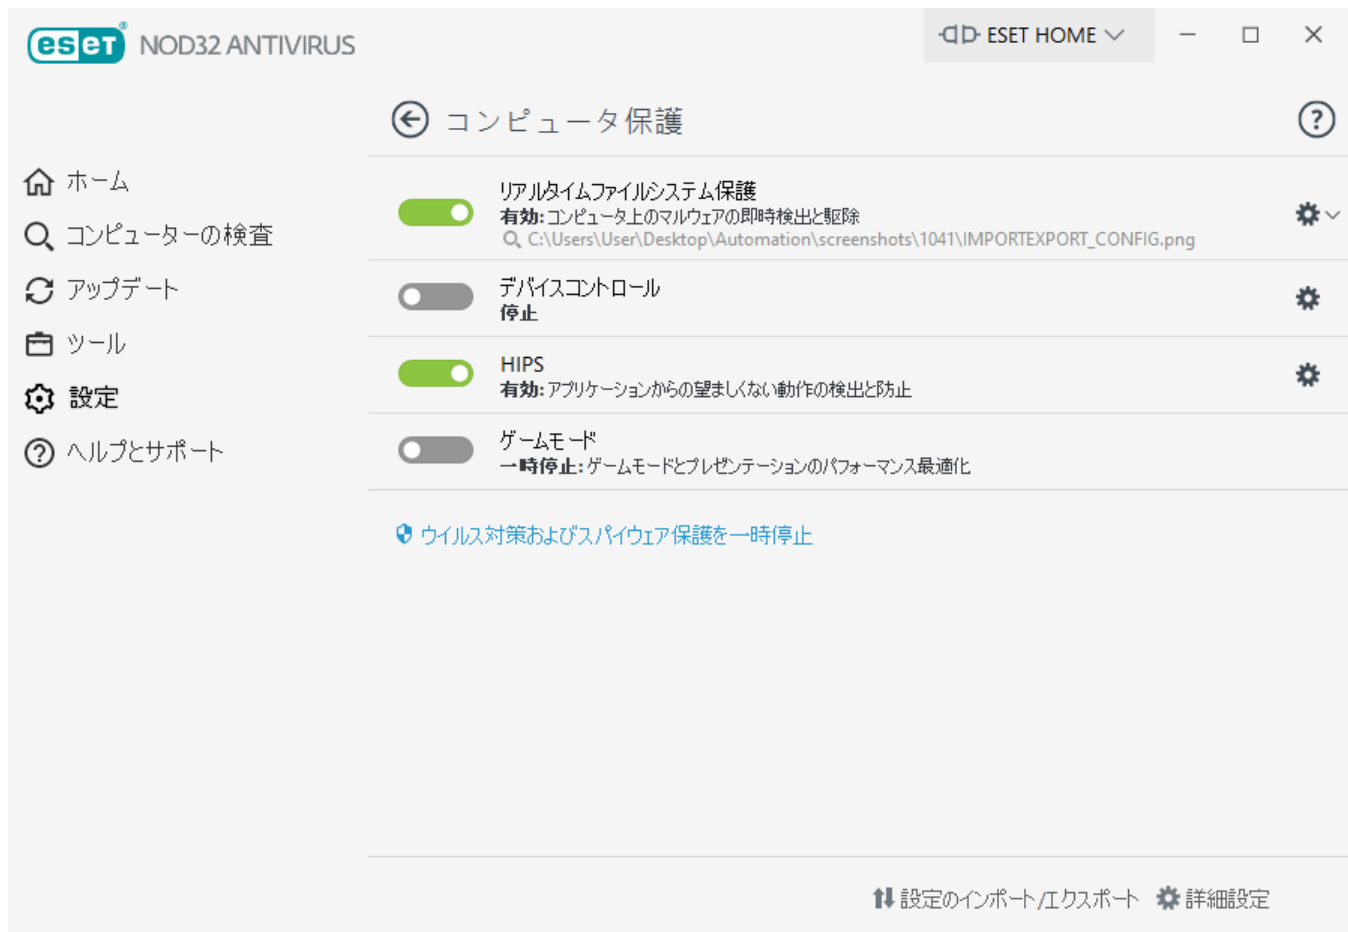 eset® NOD32 ANTIVIRUS
ESET HOME
コンピュータ保護
ホーム
コンピューターの検査
アップデート
ツール
設定
ヘルプとサポート
リアルタイムファイルシステム保護
有効: コンピュータ上のマルウェアの即時検出と駆除
C:\Users\User\Desktop\Automation\screenshots\1041\IMPORTEXPORT_CONFIG.png
デバイスコントロール
停止
HIPS
有効: アプリケーションからの望ましくない動作の検出と防止
ゲームモード
一時停止: ゲームモードとプレゼンテーションのパフォーマンス最適化
ウイルス対策およびスパイウェア保護を一時停止
設定のインポート/エクスポート 詳細設定